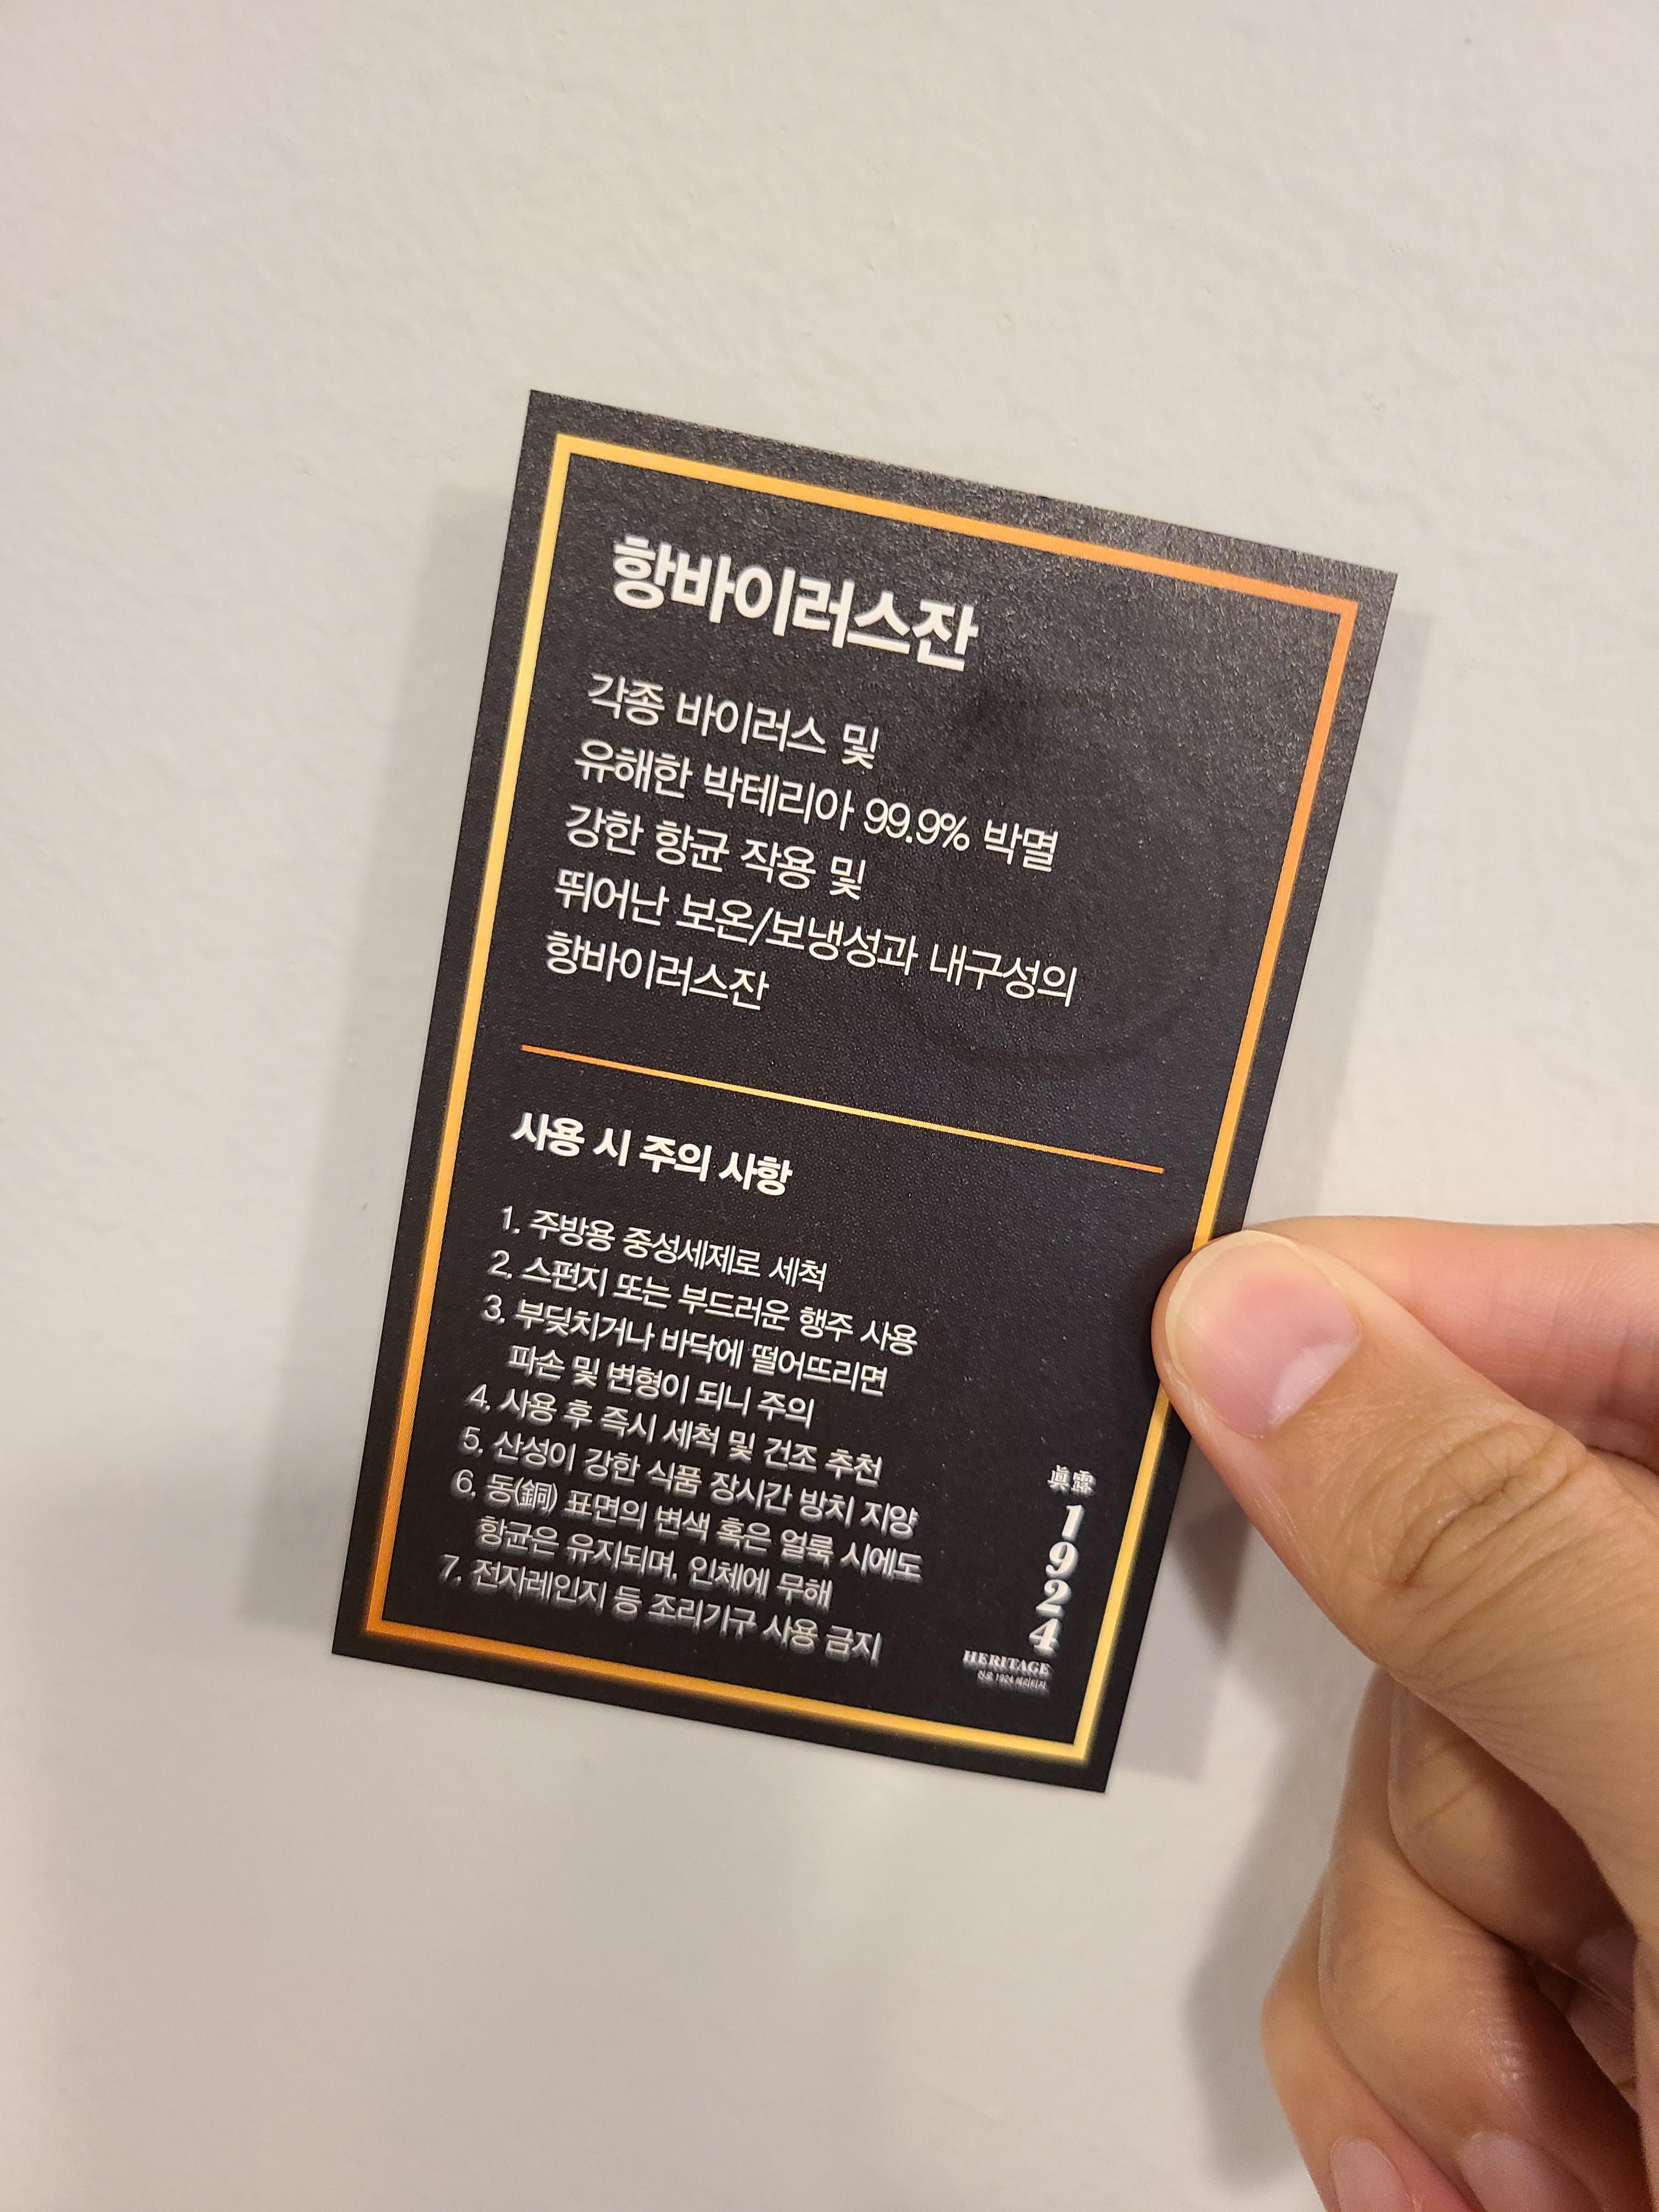 항바이러스잔
각종 바이러스 및
유해한 박테리아 99.9% 박멸
강한 항균 작용 및
뛰어난 보온/보냉성과 내구성의
항바이러스잔
사용 시 주의 사항
1. 주방용 중성세제로 세척
2. 스펀지 또는 부드러운 행주 사용
3. 부딪치거나 바닥에 떨어뜨리면
파손 및 변형이 되니 주의
4. 사용 후 즉시 세척 및 건조 추천
5. 산성이 강한 식품 장시간 방치 지양
6. 동(銅) 표면의 변색 혹은 얼룩 시에도
항균은 유지되며, 인체에 무해
7. 전자레인지 등 조리기구 사용 금지
眞露
1924
HERITAGE
진로 1924 헤리티지